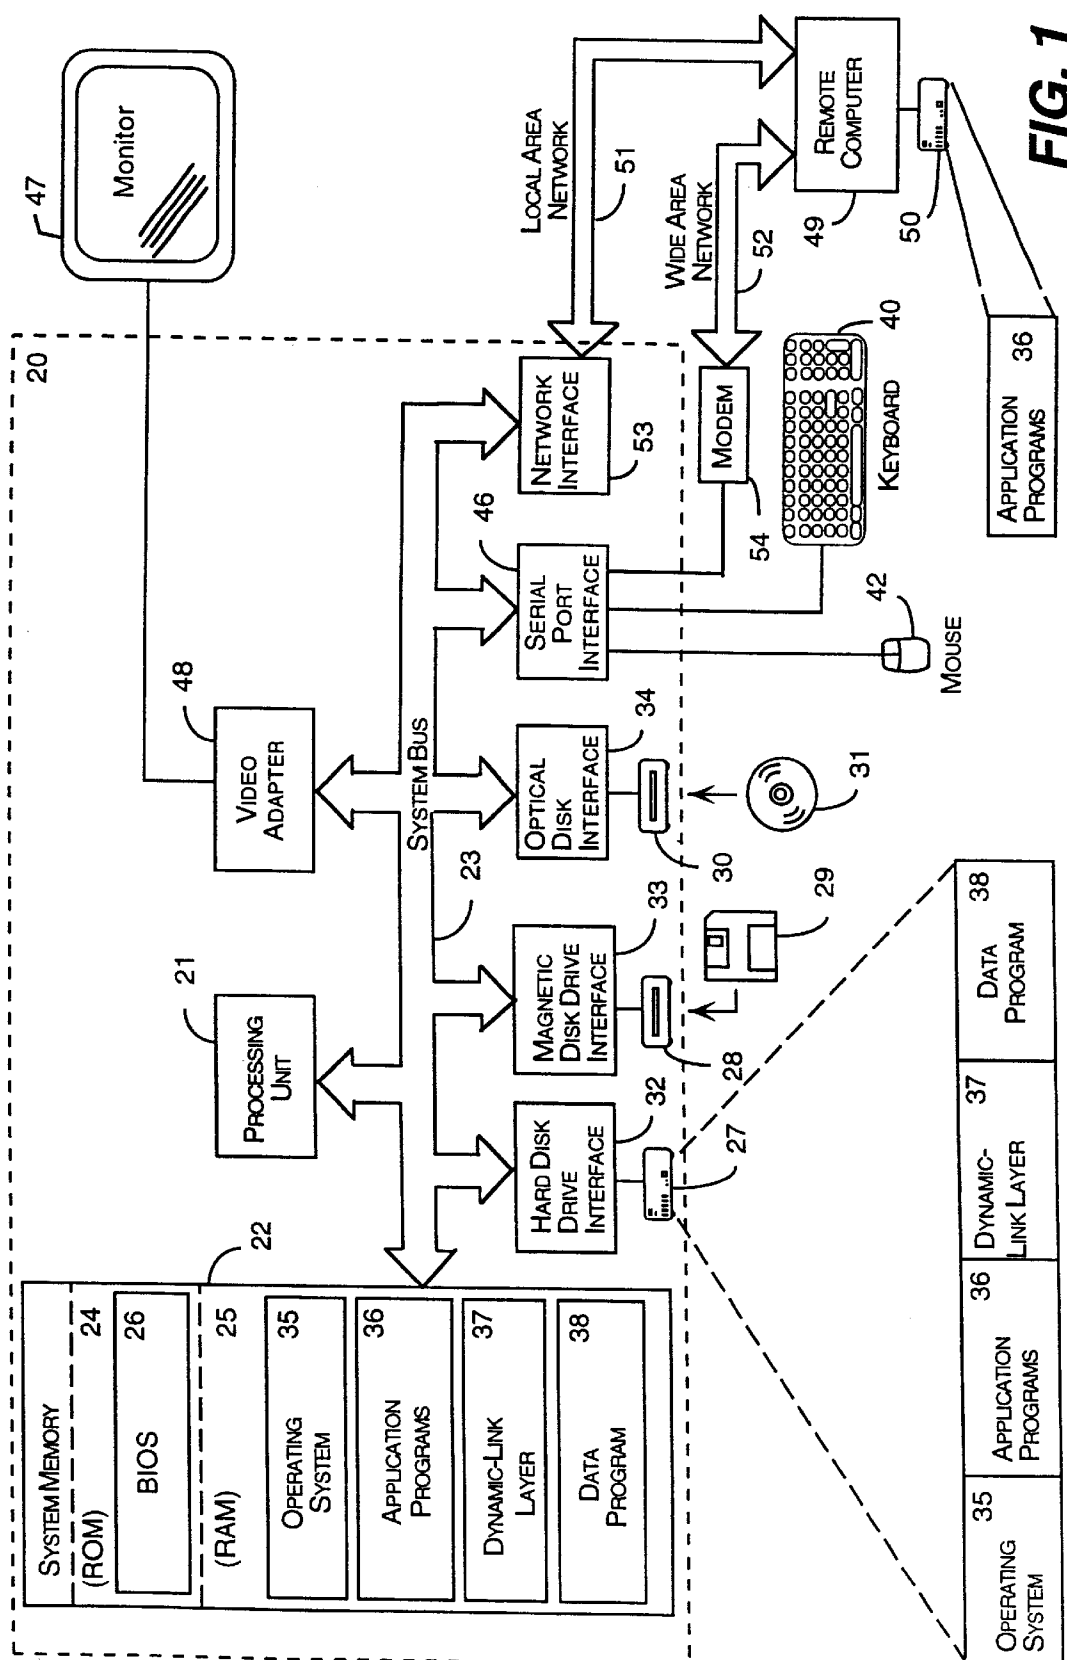 20
SYSTEM MEMORY
(ROM) 24
BIOS 26
(RAM) 25
OPERATING
SYSTEM
35
APPLICATION
PROGRAMS
36
DYNAMIC-LINK
LAYER
37
DATA
PROGRAM
38
22
PROCESSING
UNIT
21
VIDEO
ADAPTER
48
47
Monitor
SYSTEM BUS
23
HARD DISK
DRIVE
INTERFACE
32
MAGNETIC
DISK DRIVE
INTERFACE
33
OPTICAL
DISK
INTERFACE
34
SERIAL
PORT
INTERFACE
46
NETWORK
INTERFACE
53
LOCAL AREA
NETWORK
51
WIDE AREA
NETWORK
52
27
28
30
29
31
MODEM
54
KEYBOARD
40
MOUSE
42
REMOTE
COMPUTER
49
50
OPERATING
SYSTEM
35
APPLICATION
PROGRAMS
36
DYNAMIC-
LINK LAYER
37
DATA
PROGRAM
38
APPLICATION
PROGRAMS
36
FIG. 1